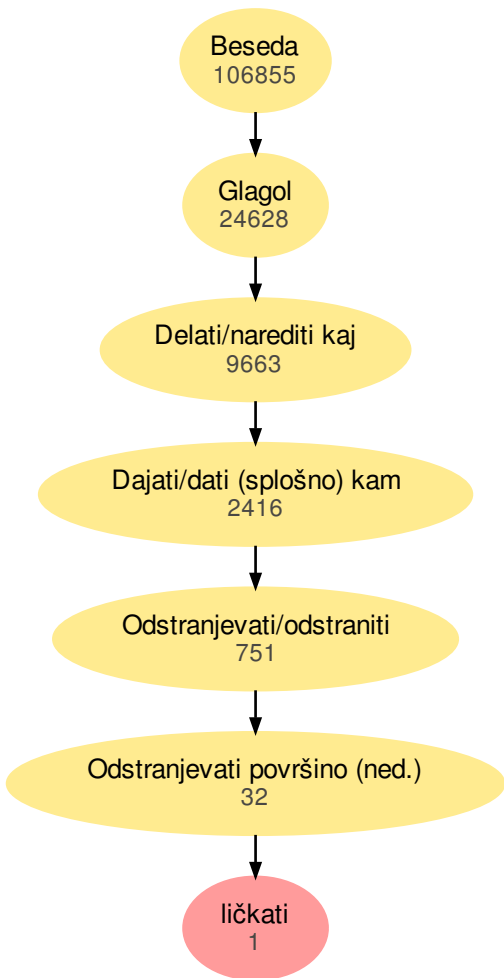 Beseda
106855
Glagol
24628
Delati/narediti kaj
9663
Dajati/dati (splošno) kam
2416
Odstranjevati/odstraniti
751
Odstranjevati površino (ned.)
32
ličkati
1